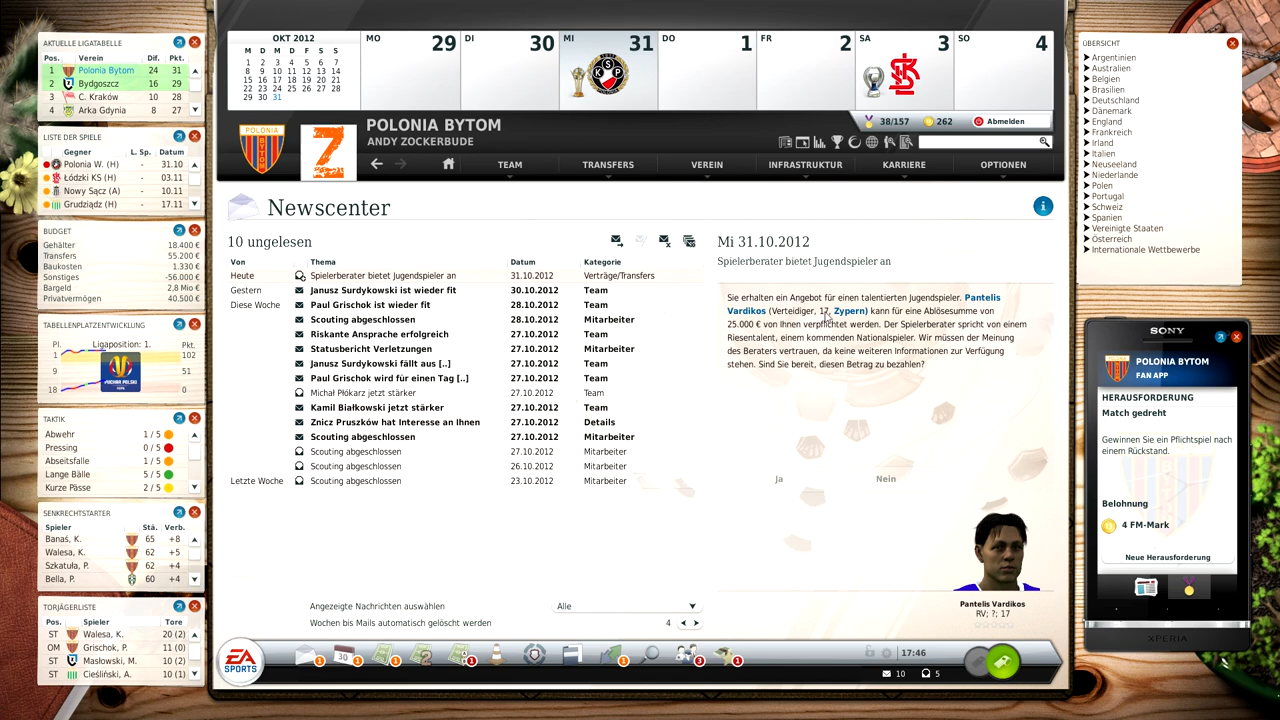 AKTUELLE LIGATABELLE
Pos. Verein Dif. Pkt.
1 Polonia Bytom 24 31
2 Bydgoszcz 16 29
3 C. Kraków 10 28
4 Arka Gdynia 8 27
LISTE DER SPIELE
Gegner L. Sp. Datum
Polonia W. (H) - 31.10
Łódzki KS (H) - 03.11
Nowy Sącz (A) - 10.11
Grudziądz (H) - 17.11
BUDGET
Gehälter 18.400 €
Transfers 55.200 €
Baukosten 1.330 €
Sonstiges -56.000 €
Bargeld 2,8 Mio €
Privatvermögen 40.500 €
TABELLENPLATZENTWICKLUNG
Pl. Ligaposition: 1. Pkt.
1 102
9 51
18 0
PUCHAR POLSKI
TAKTIK
Abwehr 1 / 5
Pressing 0 / 5
Abseitsfalle 1 / 5
Lange Bälle 5 / 5
Kurze Pässe 2 / 5
SENKRECHTSTARTER
Spieler Stä. Verb.
Banaś, K. 65 +8
Walesa, K. 62 +5
Szkatuła, P. 62 +4
Bella, P. 60 +4
TORJÄGERLISTE
Pos. Spieler Tore
ST Walesa, K. 20 (2)
OM Grischok, P. 11 (0)
ST Masłowski, M. 10 (2)
ST Cieśliński, A. 10 (1)
OKT 2012
M D M D F S S
1 2 3 4 5 6 7
8 9 10 11 12 13 14
15 16 17 18 19 20 21
22 23 24 25 26 27 28
29 30 31
MO 29
DI 30
MI 31
KSP
DO 1
FR 2
SA 3
ŁKS
SO 4
POLONIA
BYTOM
Z
POLONIA BYTOM
ANDY ZOCKERBUDE
38/157 262 Abmelden
TEAM TRANSFERS VEREIN INFRASTRUKTUR KARRIERE OPTIONEN
Newscenter
10 ungelesen
Von Thema Datum Kategorie
Heute Spielerberater bietet Jugendspieler an 31.10.2012 Verträge/Transfers
Gestern Janusz Surdykowski ist wieder fit 30.10.2012 Team
Diese Woche Paul Grischok ist wieder fit 28.10.2012 Team
Scouting abgeschlossen 28.10.2012 Mitarbeiter
Riskante Ansprache erfolgreich 27.10.2012 Team
Statusbericht Verletzungen 27.10.2012 Mitarbeiter
Janusz Surdykowski fällt aus [..] 27.10.2012 Team
Paul Grischok wird für einen Tag [..] 27.10.2012 Team
Michał Płókarz jetzt stärker 27.10.2012 Team
Kamil Białkowski jetzt stärker 27.10.2012 Team
Znicz Pruszków hat Interesse an Ihnen 27.10.2012 Details
Scouting abgeschlossen 27.10.2012 Mitarbeiter
Scouting abgeschlossen 27.10.2012 Mitarbeiter
Scouting abgeschlossen 26.10.2012 Mitarbeiter
Letzte Woche Scouting abgeschlossen 23.10.2012 Mitarbeiter
Angezeigte Nachrichten auswählen Alle
Wochen bis Mails automatisch gelöscht werden 4
Mi 31.10.2012
Spielerberater bietet Jugendspieler an
Sie erhalten ein Angebot für einen talentierten Jugendspieler. Pantelis
Vardikos (Verteidiger, 17, Zypern) kann für eine Ablösesumme von
25.000 € von Ihnen verpflichtet werden. Der Spielerberater spricht von einem
Riesentalent, einem kommenden Nationalspieler. Wir müssen der Meinung
des Beraters vertrauen, da keine weiteren Informationen zur Verfügung
stehen. Sind Sie bereit, diesen Betrag zu bezahlen?
Ja Nein
Pantelis Vardikos
RV; ?; 17
EA
SPORTS
1 30 1 1 2 1 1 3 1
17:46
10 5
ÜBERSICHT
Argentinien
Australien
Belgien
Brasilien
Deutschland
Dänemark
England
Frankreich
Irland
Italien
Neuseeland
Niederlande
Polen
Portugal
Schweiz
Spanien
Vereinigte Staaten
Österreich
Internationale Wettbewerbe
SONY
POLONIA BYTOM
FAN APP
HERAUSFORDERUNG
Match gedreht
Gewinnen Sie ein Pflichtspiel nach
einem Rückstand.
Belohnung
4 FM-Mark
Neue Herausforderung
XPERIA